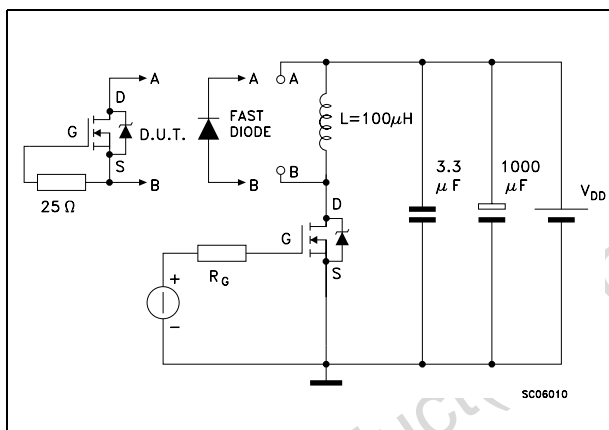 A
A
A
D
FAST
DIODE
G
D.U.T.
L=100μH
S
B
B
B
25 Ω
3.3
μF
1000
μF
VDD
D
G
S
RG
+
−
SC06010